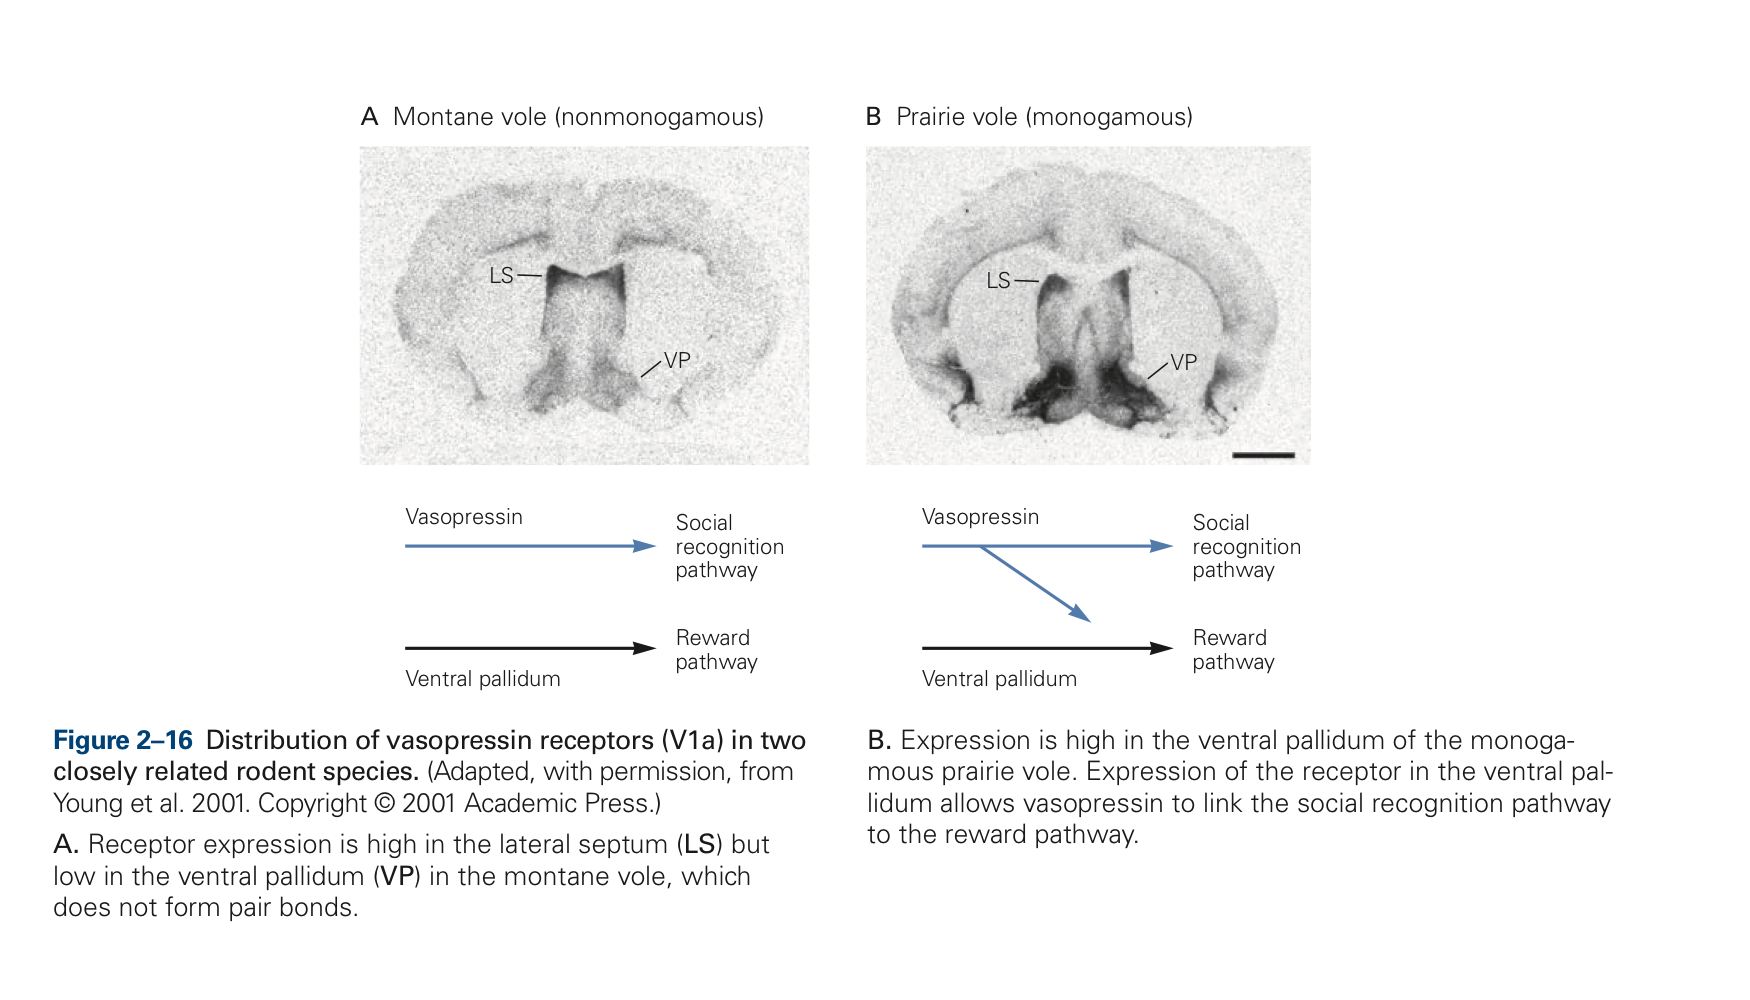 A Montane vole (nonmonogamous)
LS
VP
Vasopressin
Social
recognition
pathway
Reward
pathway
Ventral pallidum
B Prairie vole (monogamous)
LS
VP
Vasopressin
Social
recognition
pathway
Reward
pathway
Ventral pallidum
Figure 2–16 Distribution of vasopressin receptors (V1a) in two
closely related rodent species. (Adapted, with permission, from
Young et al. 2001. Copyright © 2001 Academic Press.)
A. Receptor expression is high in the lateral septum (LS) but
low in the ventral pallidum (VP) in the montane vole, which
does not form pair bonds.
B. Expression is high in the ventral pallidum of the monoga-
mous prairie vole. Expression of the receptor in the ventral pal-
lidum allows vasopressin to link the social recognition pathway
to the reward pathway.